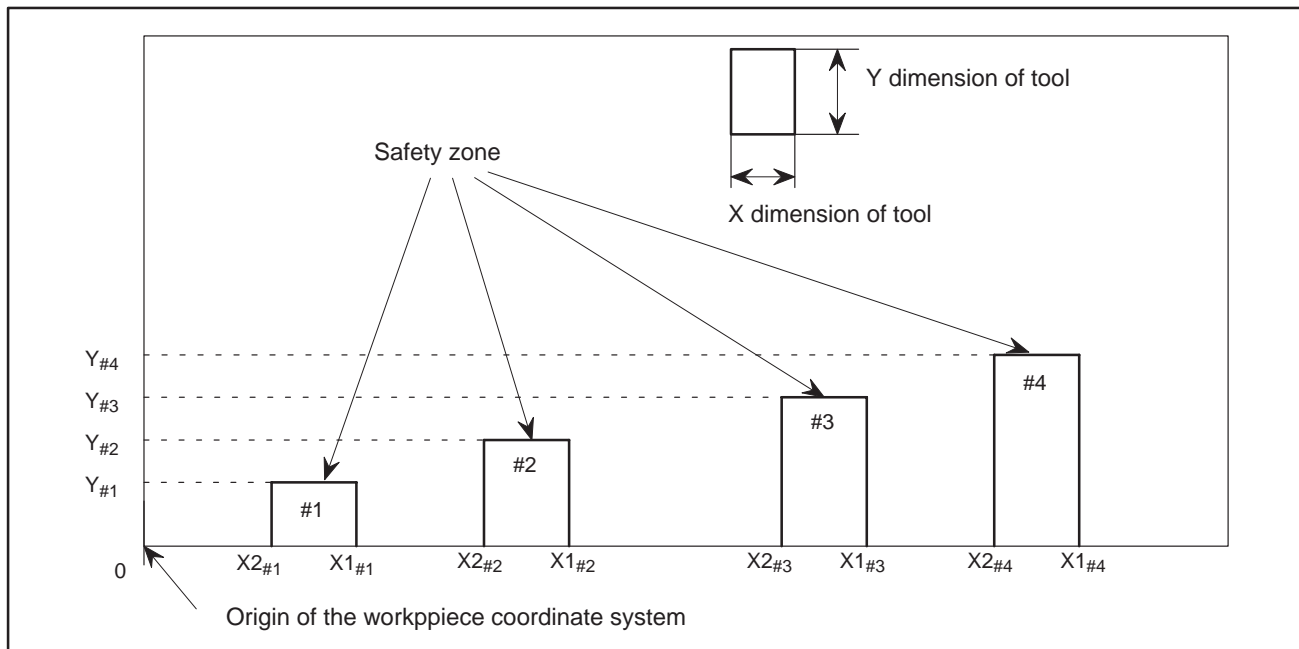 Y dimension of tool
Safety zone
X dimension of tool
Y#4
#4
Y#3
#3
Y#2
#2
Y#1
#1
0
X2#1
X1#1
X2#2
X1#2
X2#3
X1#3
X2#4
X1#4
Origin of the workppiece coordinate system